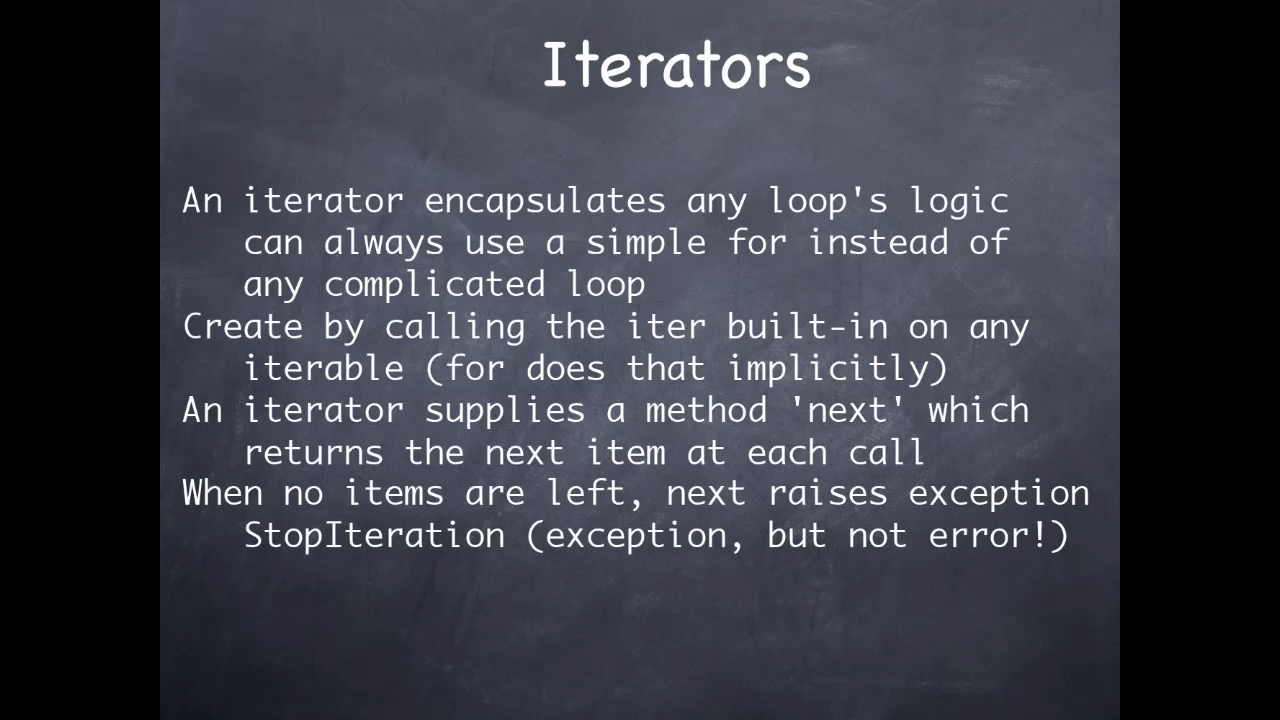 Iterators
An iterator encapsulates any loop's logic
can always use a simple for instead of
any complicated loop
Create by calling the iter built-in on any
iterable (for does that implicitly)
An iterator supplies a method 'next' which
returns the next item at each call
When no items are left, next raises exception
StopIteration (exception, but not error!)